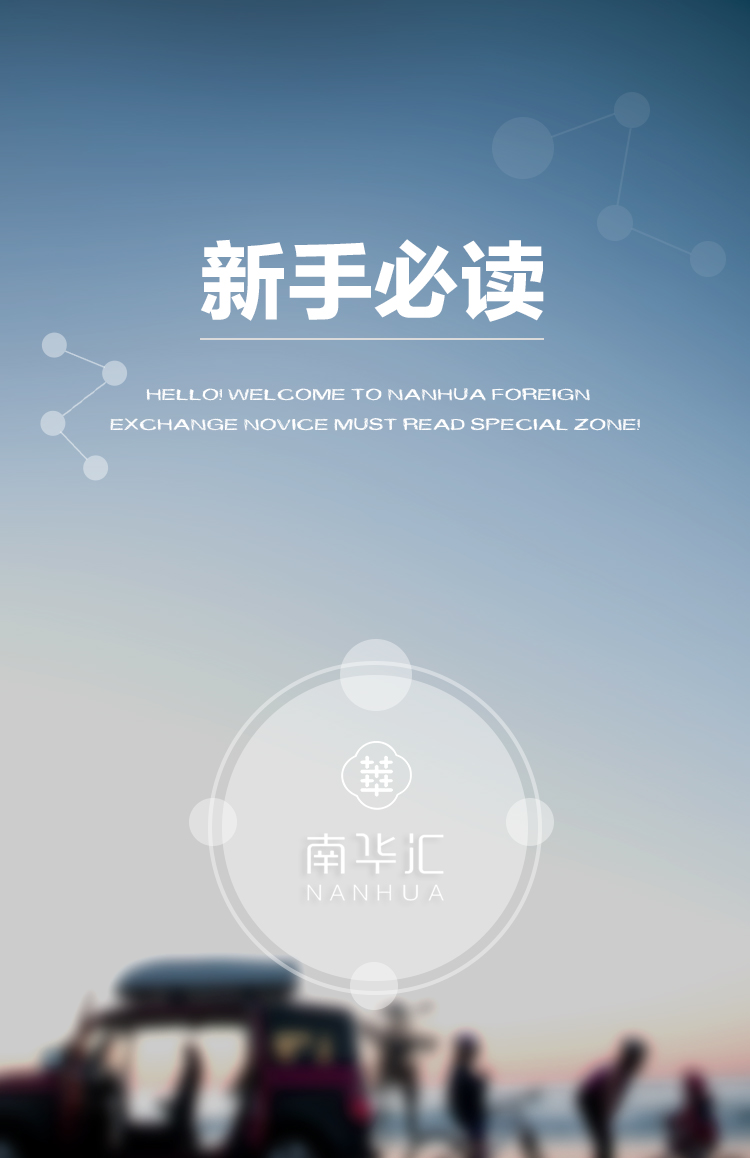 新手必读
HELLO! WELCOME TO NANHUA FOREIGN
EXCHANGE NOVICE MUST READ SPECIAL ZONE!
華
南华汇
NANHUA